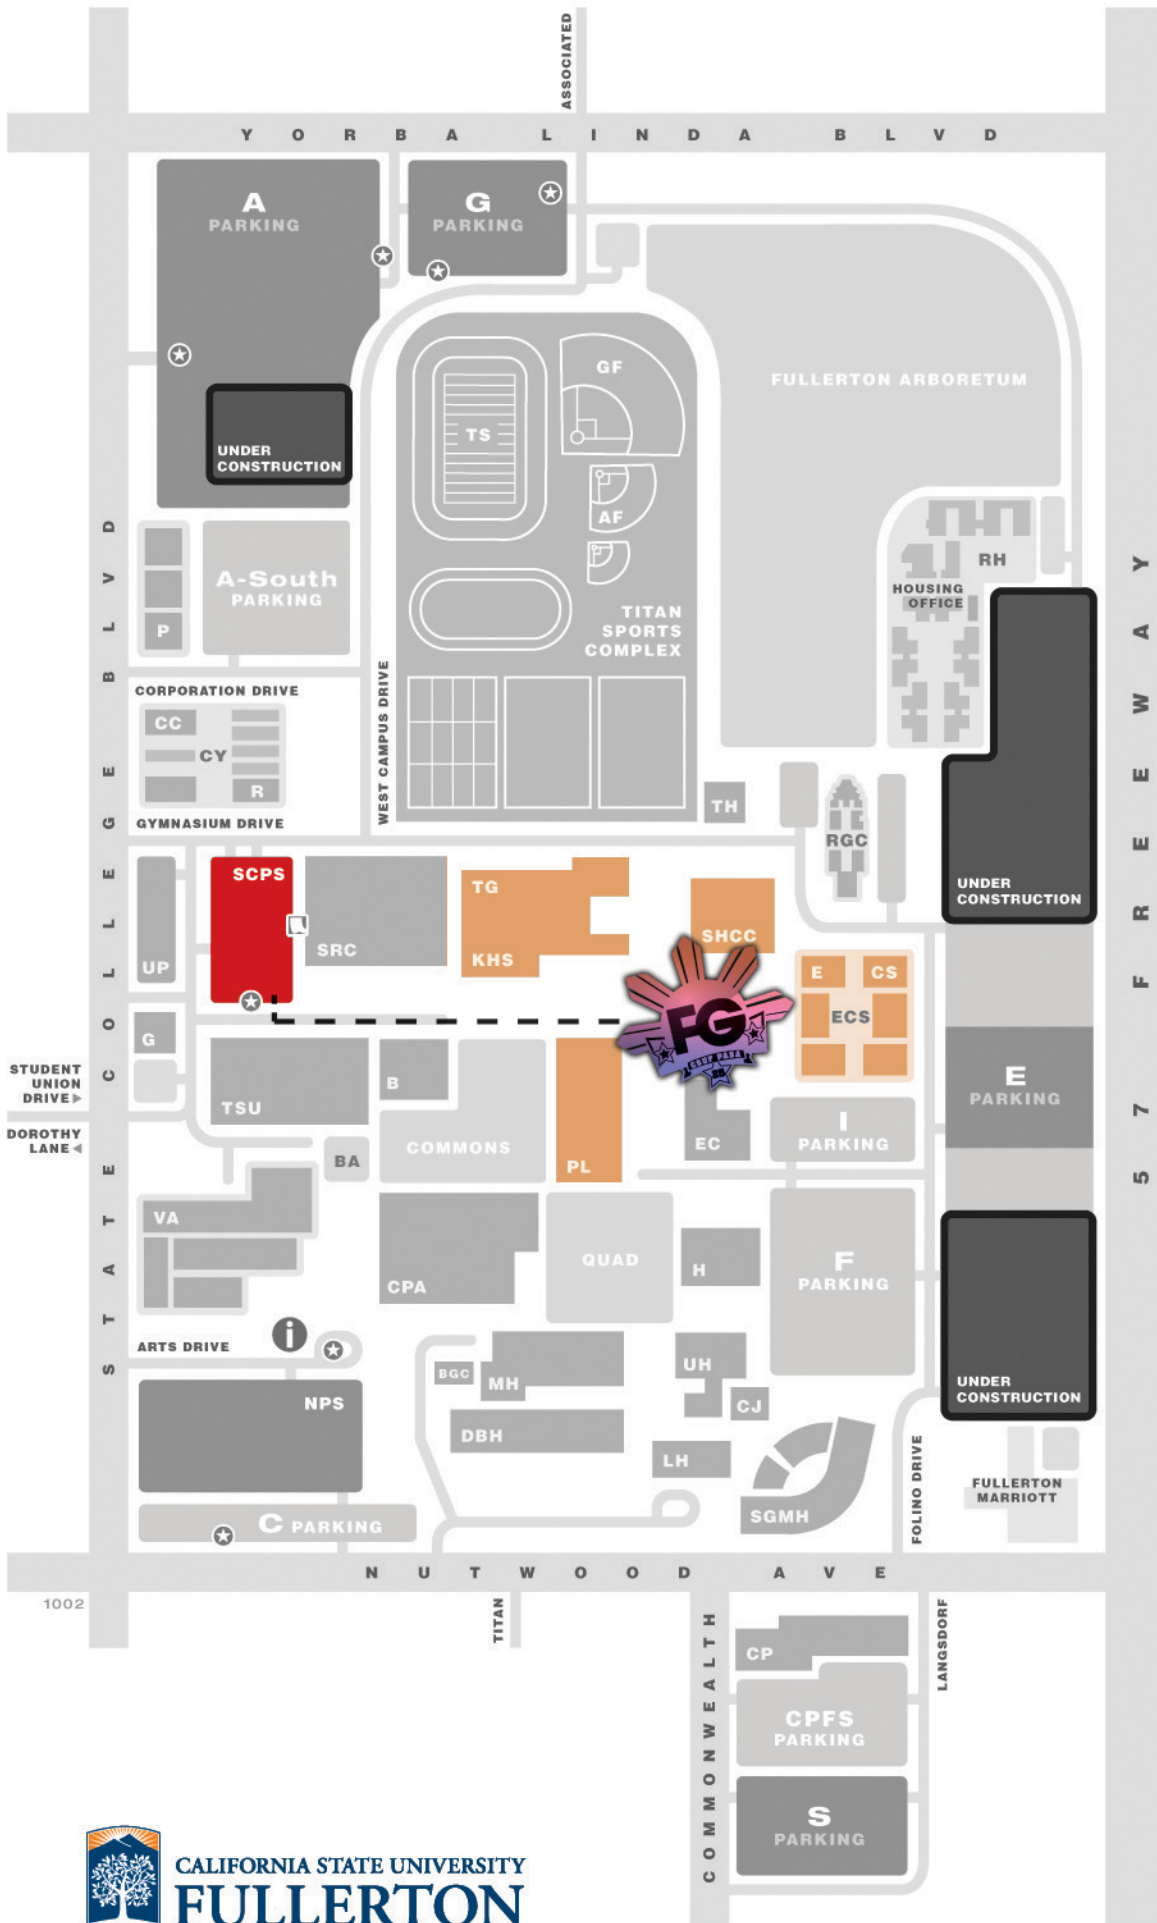 ASSOCIATED
YORBA LINDA BLVD
A
PARKING
G
PARKING
FULLERTON ARBORETUM
GF
TS
UNDER
CONSTRUCTION
AF
A-South
PARKING
P
RH
HOUSING
OFFICE
TITAN
SPORTS
COMPLEX
CORPORATION DRIVE
WEST CAMPUS DRIVE
CC
CY
R
GYMNASIUM DRIVE
TH
RGC
UNDER
CONSTRUCTION
STATE COLLEGE BLVD
57 FREEWAY
SCPS
TG
SHCC
UP
SRC
KHS
E
CS
ECS
FG
GOUF PARA
25
G
STUDENT
UNION
DRIVE
TSU
B
E
PARKING
DOROTHY
LANE
COMMONS
PL
EC
I
PARKING
BA
VA
CPA
QUAD
H
F
PARKING
ARTS DRIVE
i
BGC
MH
UH
CJ
UNDER
CONSTRUCTION
NPS
DBH
LH
SGMH
FOLINO DRIVE
FULLERTON
MARRIOTT
C PARKING
NUTWOOD AVE
1002
TITAN
COMMONWEALTH
LANGSDORF
CP
CPFS
PARKING
S
PARKING
CALIFORNIA STATE UNIVERSITY
FULLERTON